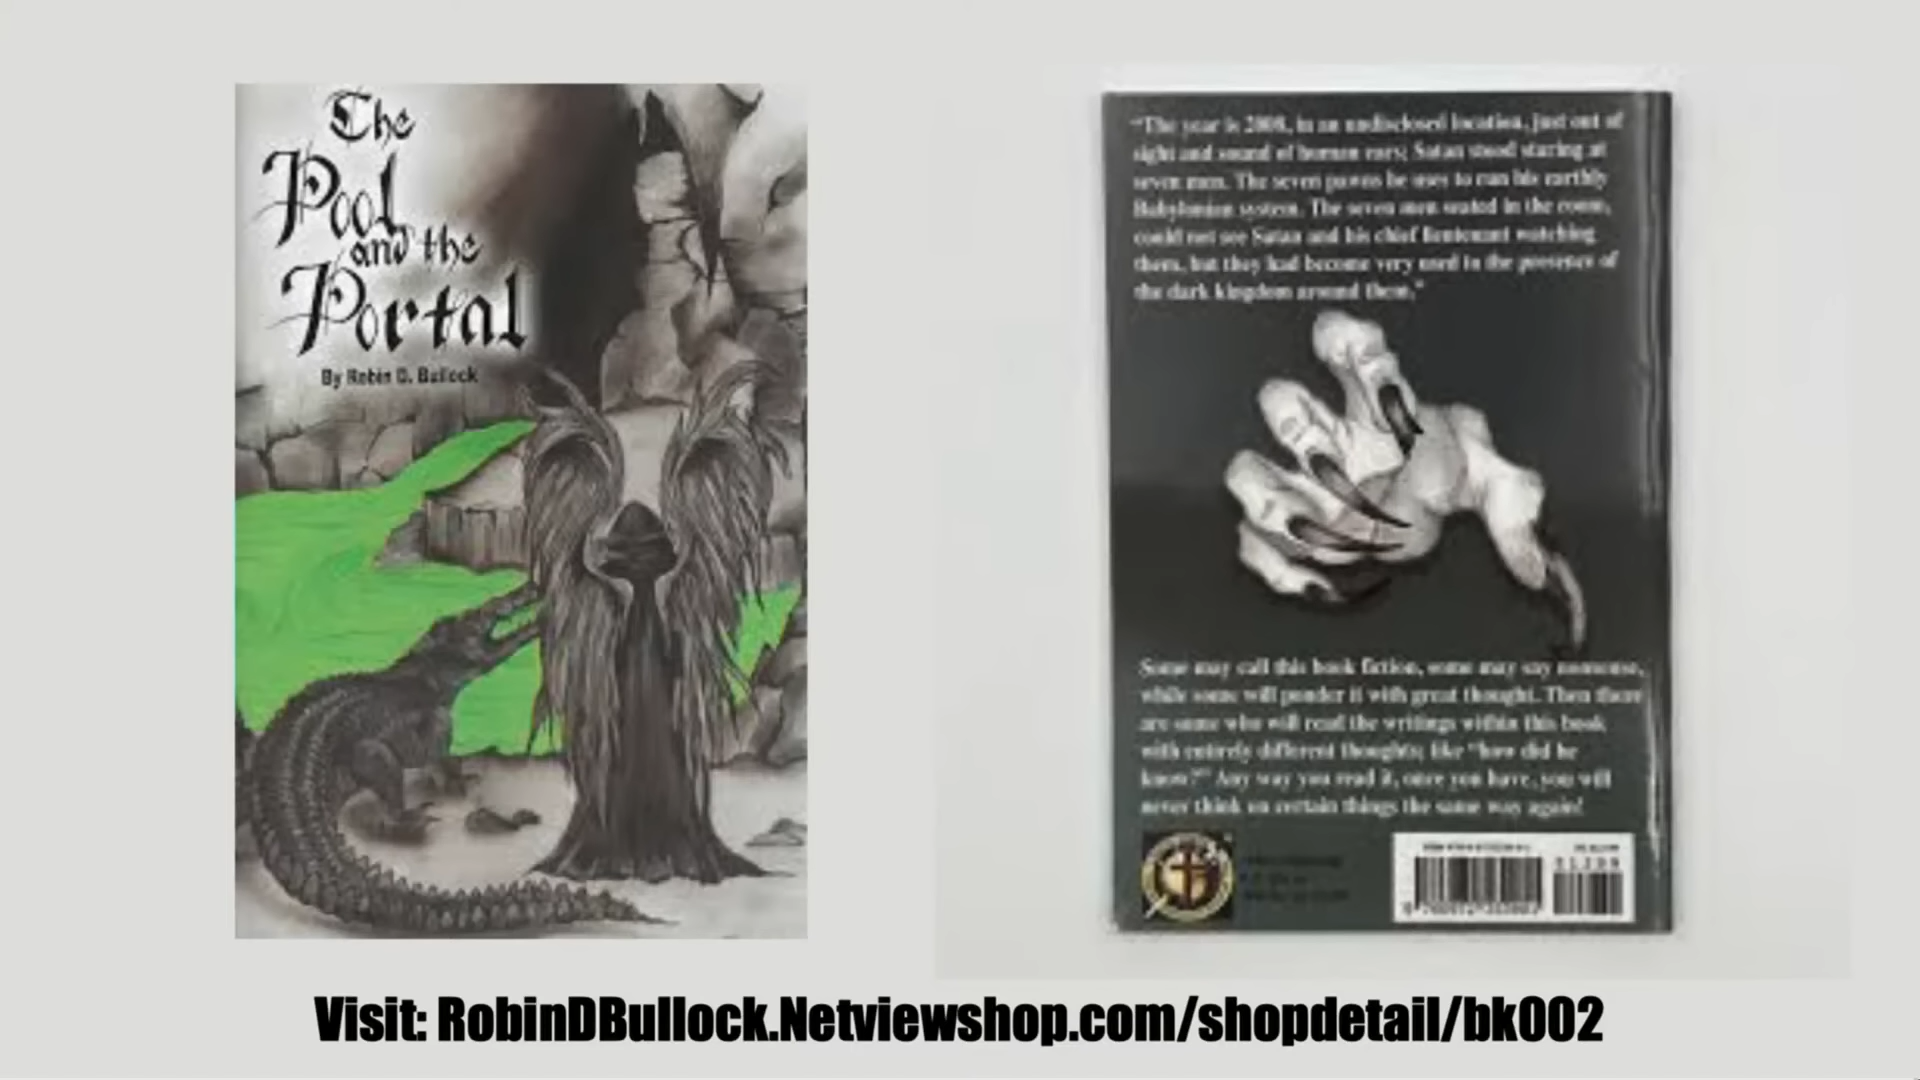 The
Pool
and the
Portal
By Robin D. Bullock
"The year is 2008, in an undisclosed location, just out of
sight and sound of human ears; Satan stood staring at
seven men. The seven pawns he uses to run his earthly
Babylonian system. The seven men seated in the room,
could not see Satan and his chief lieutenant watching
them, but they had become very used to the presence of
the dark kingdom around them."
Some may call this book fiction, some may say nonsense,
while some will ponder it with great thought. Then there
are some who will read the writings within this book
with entirely different thoughts; like "how did he
know?" Any way you read it, once you have, you will
never think on certain things the same way again!
Visit: RobinDBullock.Netviewshop.com/shopdetail/bk002